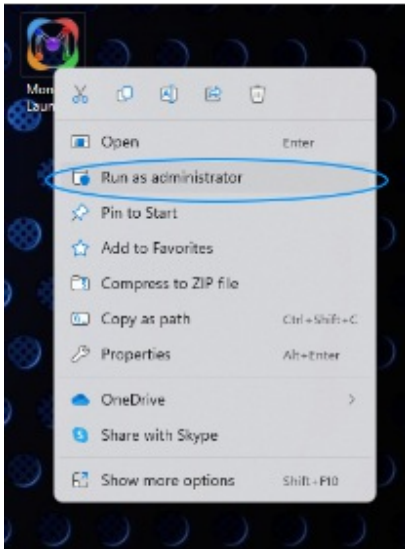 Mon
Laun
Open Enter
Run as administrator
Pin to Start
Add to Favorites
Compress to ZIP file
Copy as path Ctrl+Shift+C
Properties Alt+Enter
OneDrive
Share with Skype
Show more options Shift+F10